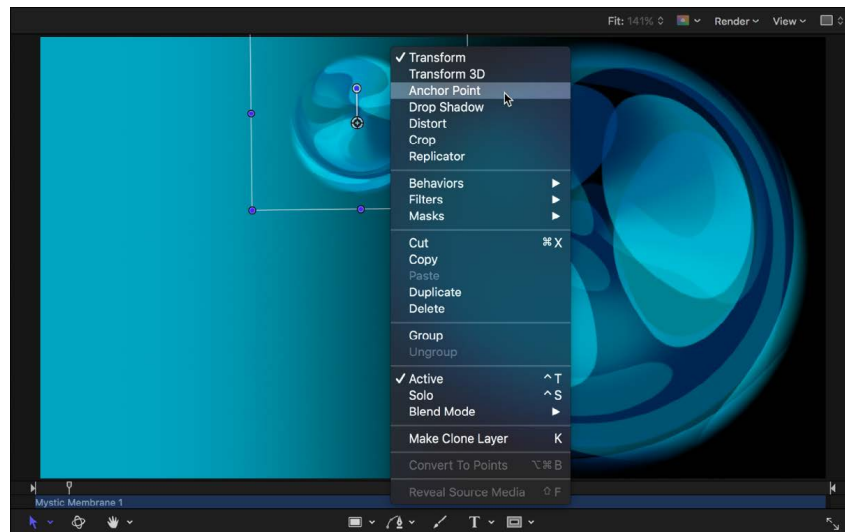 Fit: 141% Render View
✓ Transform
Transform 3D
Anchor Point
Drop Shadow
Distort
Crop
Replicator
Behaviors ▶
Filters ▶
Masks ▶
Cut ⌘X
Copy
Paste
Duplicate
Delete
Group
Ungroup
✓ Active ^T
Solo ^S
Blend Mode ▶
Make Clone Layer K
Convert To Points ⌥⌘B
Reveal Source Media ⇧F
Mystic Membrane 1
T